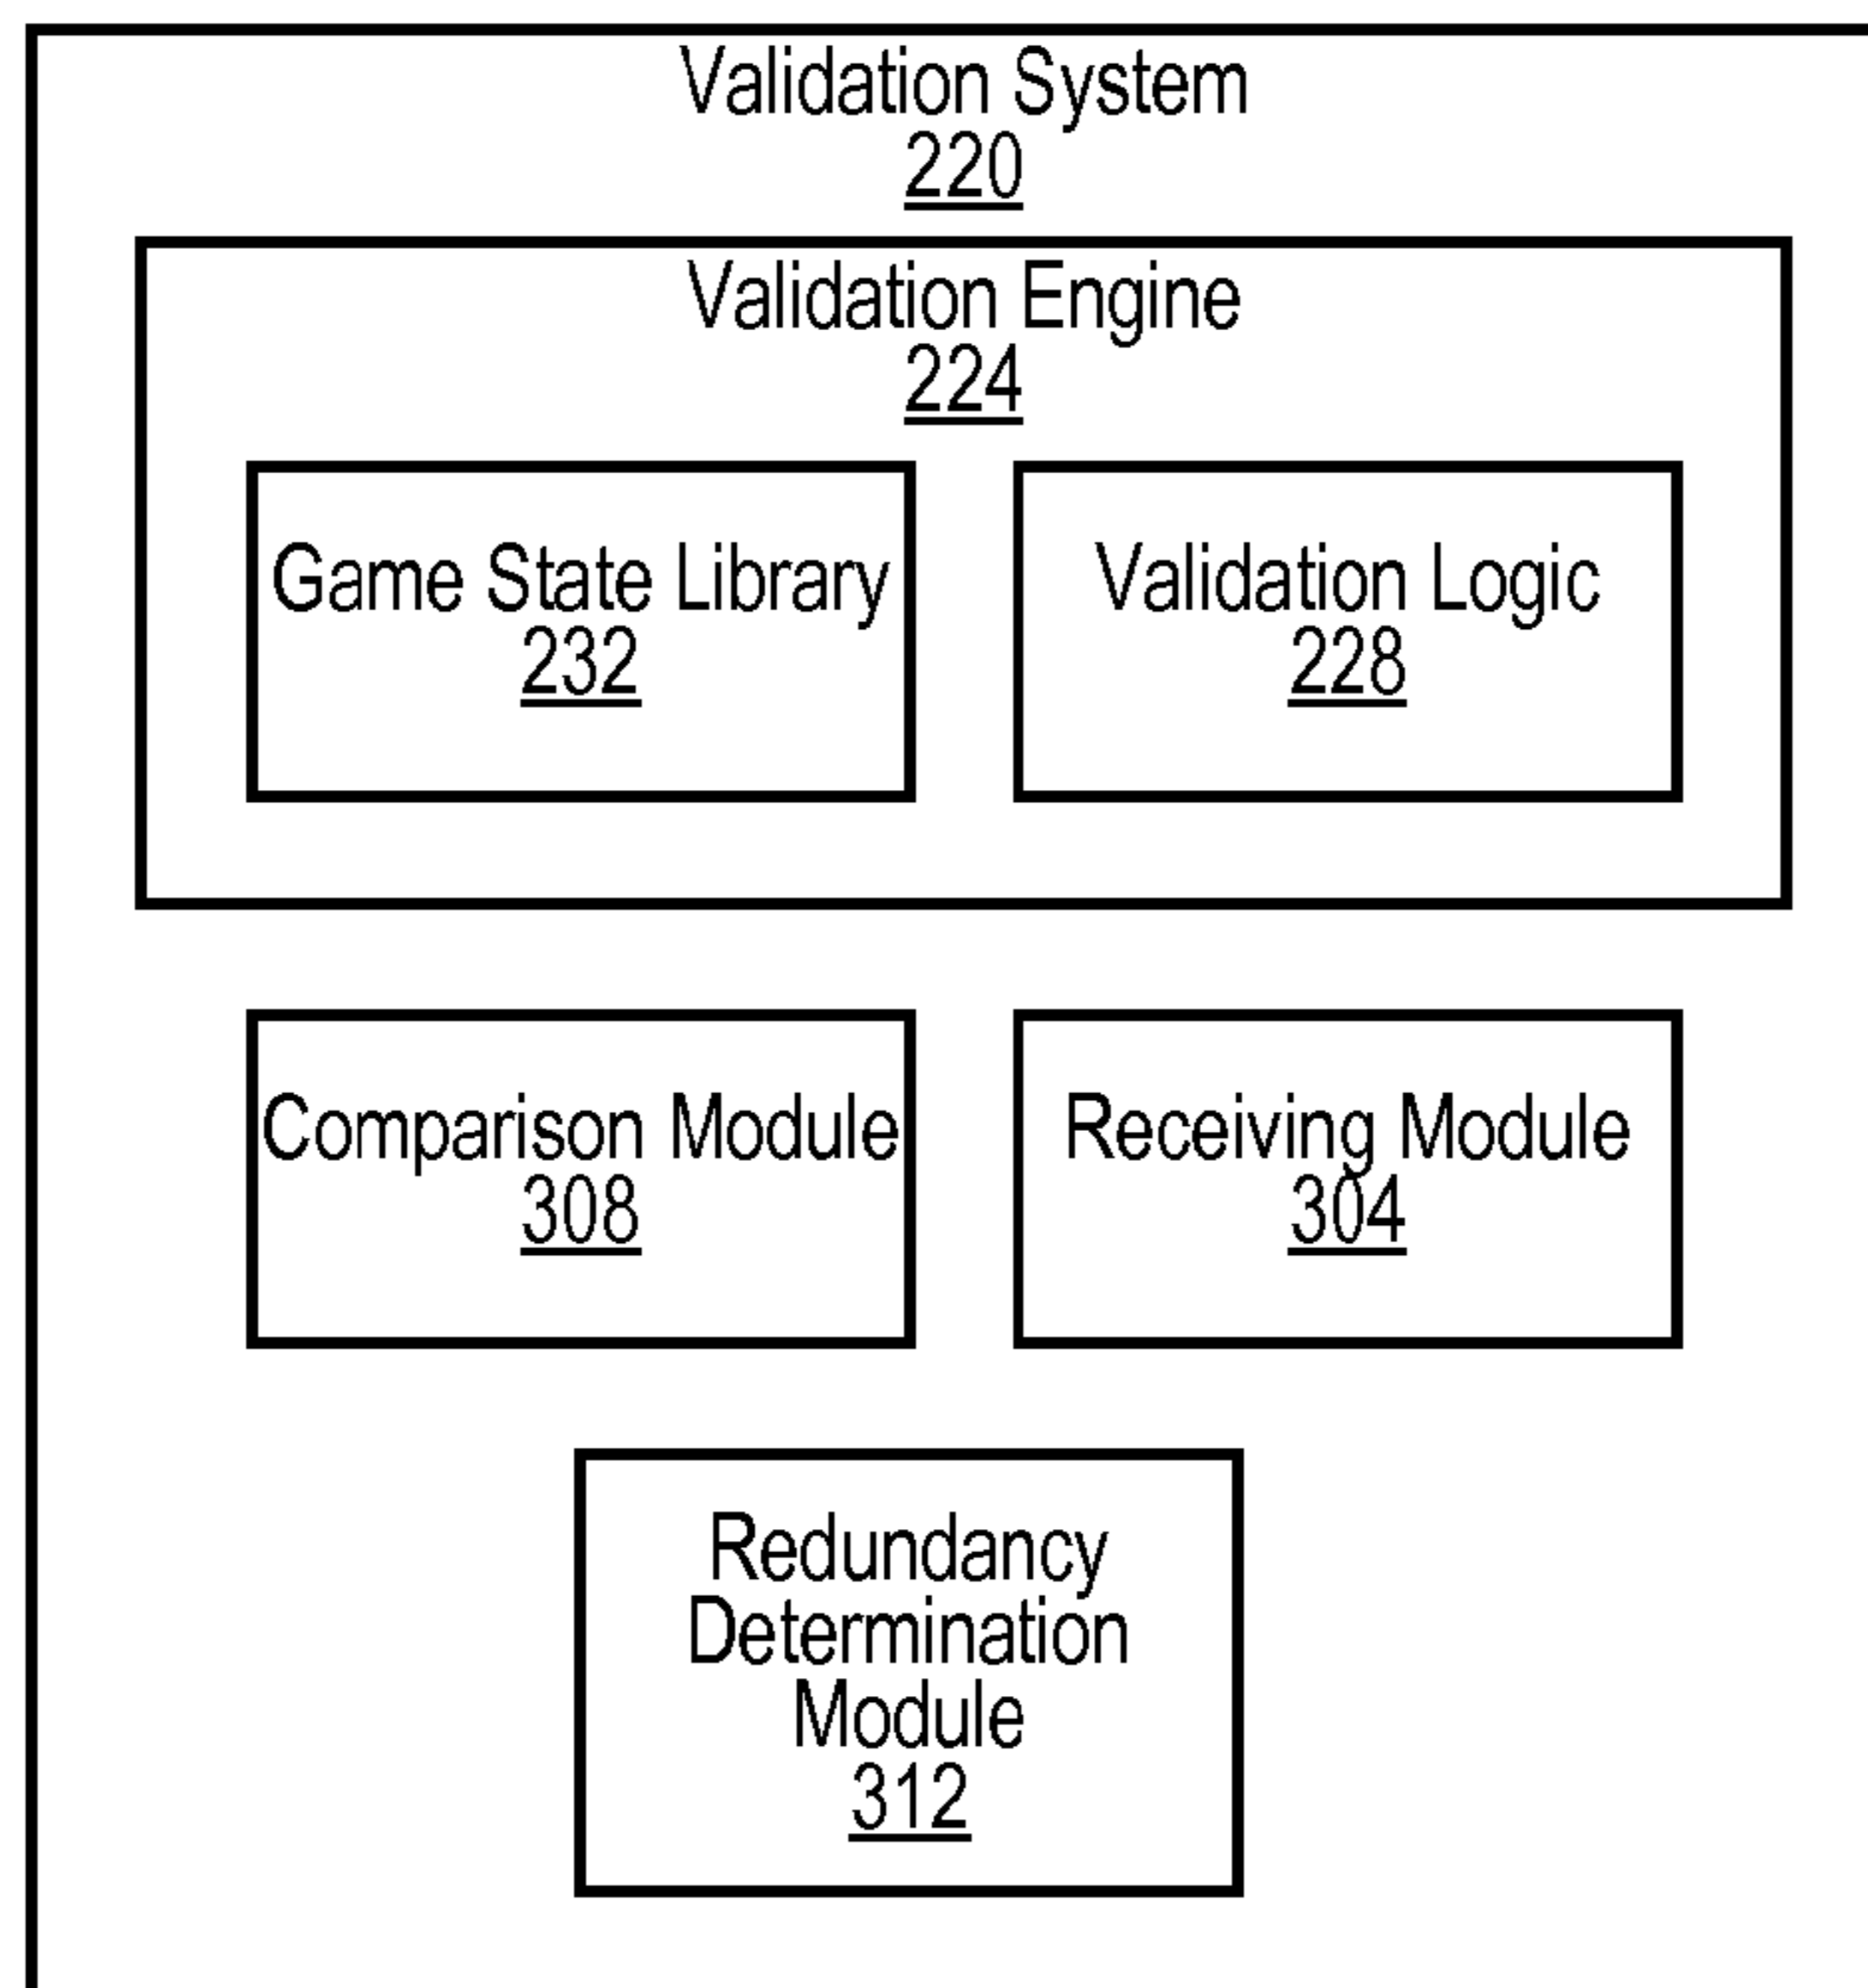 Validation System
220
Validation Engine
224
Game State Library
232
Validation Logic
228
Comparison Module
308
Receiving Module
304
Redundancy
Determination
Module
312